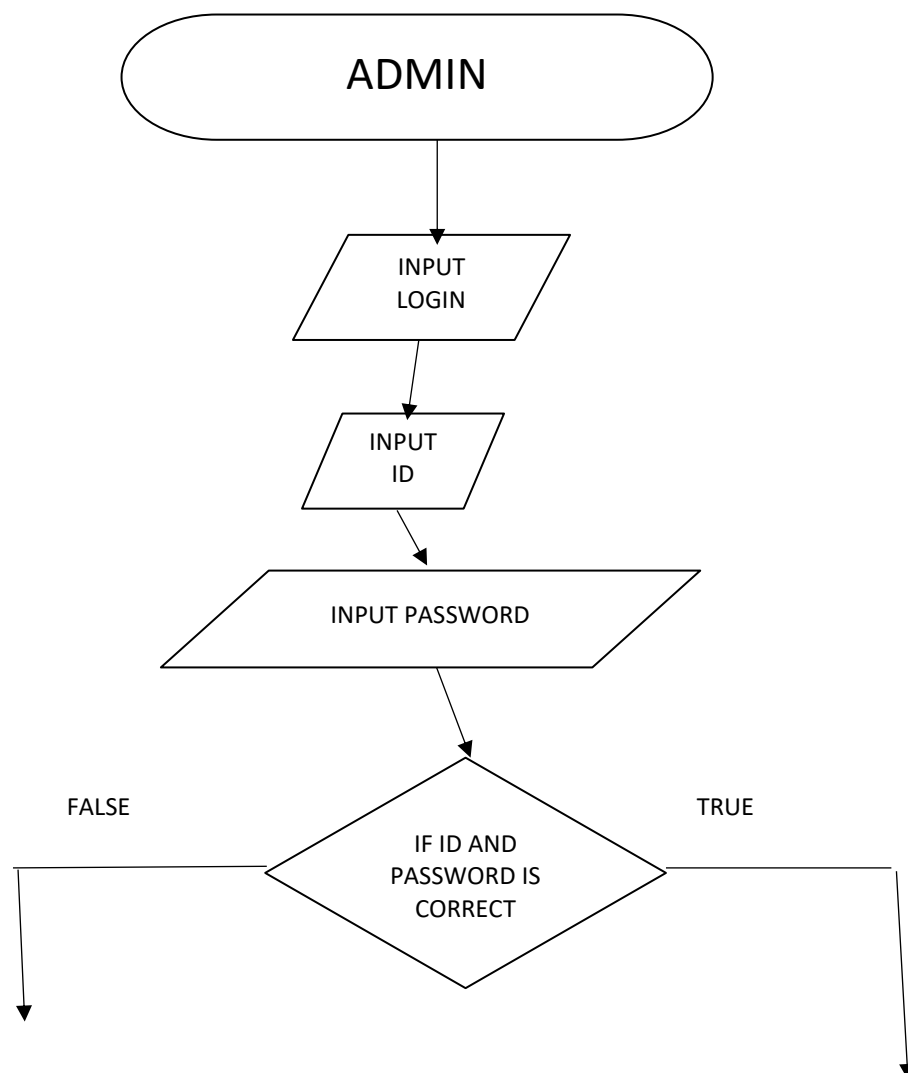 ADMIN
INPUT
LOGIN
INPUT
ID
INPUT PASSWORD
FALSE
TRUE
IF ID AND
PASSWORD IS
CORRECT